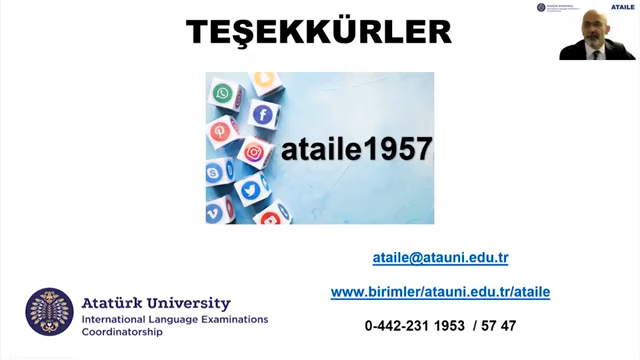 TEŞEKKÜRLER
ATAILE
ataile1957
ataile@atauni.edu.tr
www.birimler/atauni.edu.tr/ataile
0-442-231 1953 / 57 47
Atatürk University
International Language Examinations
Coordinatorship